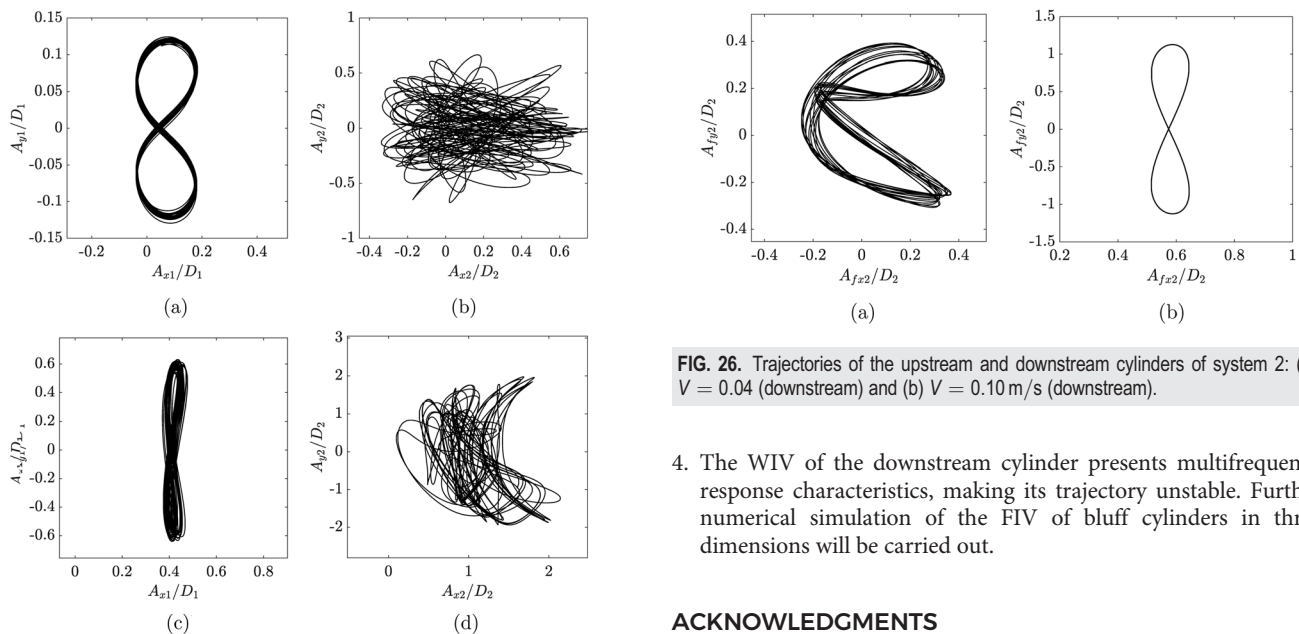 0.15
0.1
0.05
0
-0.05
-0.1
-0.15
A_{y1}/D_1
-0.2 0 0.2 0.4
A_{x1}/D_1
(a)
1
0.5
0
-0.5
1
A_{y2}/D_2
-0.4 -0.2 0 0.2 0.4 0.6
A_{x2}/D_2
(b)
0.6
0.4
0.2
0
-0.2
-0.4
-0.6
0 0.2 0.4 0.6 0.8
A_{x1}/D_1
(c)
3
2
1
0
-1
-2
A_{y2}/D_2
0 1 2
A_{x2}/D_2
(d)
0.4
0.2
0
-0.2
0.4
A_{fy2}/D_2
-0.4 -0.2 0 0.2 0.4
A_{fx2}/D_2
(a)
1.5
1
0.5
0
-0.5
-1
-1.5
A_{fy2}/D_2
0.2 0.4 0.6 0.8 1
A_{fx2}/D_2
(b)
FIG. 26. Trajectories of the upstream and downstream cylinders of system 2: (
V = 0.04 (downstream) and (b) V = 0.10 m/s (downstream).
4. The WIV of the downstream cylinder presents multifrequen
response characteristics, making its trajectory unstable. Furth
numerical simulation of the FIV of bluff cylinders in thr
dimensions will be carried out.
ACKNOWLEDGMENTS